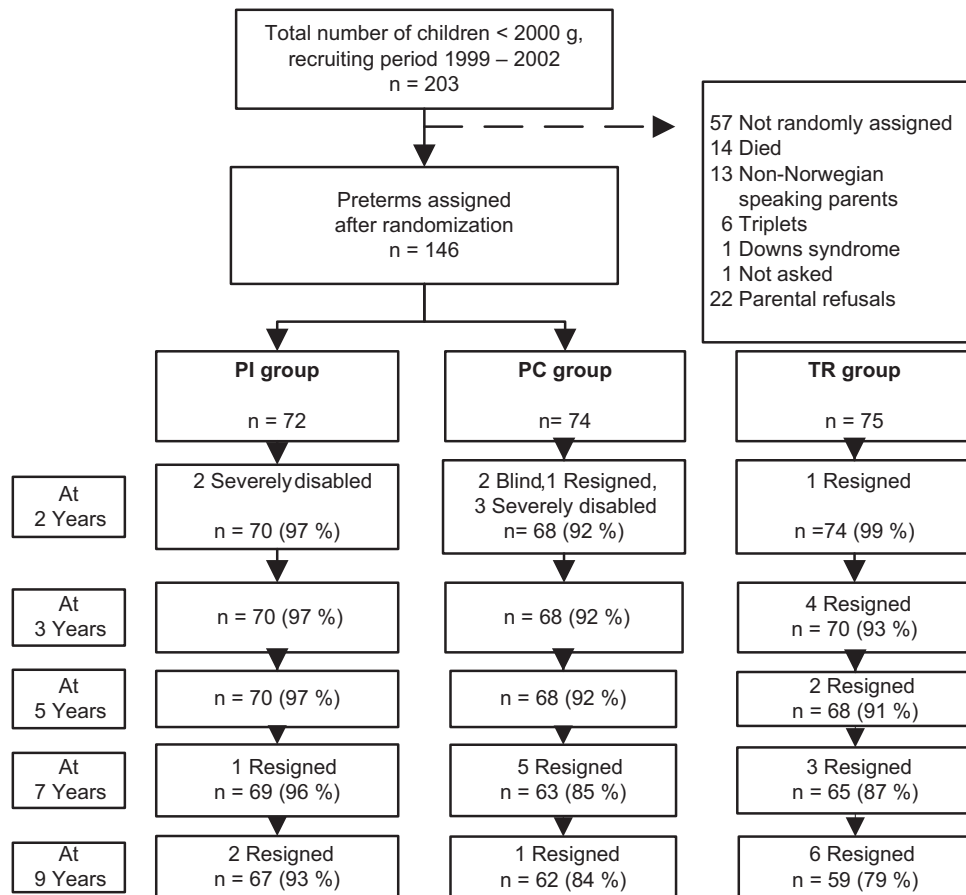 Total number of children < 2000 g,
recruiting period 1999 – 2002
n = 203
57 Not randomly assigned
14 Died
13 Non-Norwegian
speaking parents
6 Triplets
1 Downs syndrome
1 Not asked
22 Parental refusals
Preterms assigned
after randomization
n = 146
PI group
n = 72
PC group
n= 74
TR group
n = 75
At
2 Years
2 Severely disabled
n = 70 (97 %)
2 Blind,1 Resigned,
3 Severely disabled
n= 68 (92 %)
1 Resigned
n =74 (99 %)
At
3 Years
n = 70 (97 %)
n = 68 (92 %)
4 Resigned
n = 70 (93 %)
At
5 Years
n = 70 (97 %)
n = 68 (92 %)
2 Resigned
n = 68 (91 %)
At
7 Years
1 Resigned
n = 69 (96 %)
5 Resigned
n = 63 (85 %)
3 Resigned
n = 65 (87 %)
At
9 Years
2 Resigned
n = 67 (93 %)
1 Resigned
n = 62 (84 %)
6 Resigned
n = 59 (79 %)